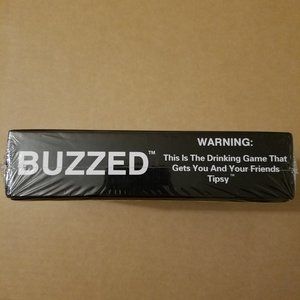 BUZZED™
WARNING:
This Is The Drinking Game That
Gets You And Your Friends
Tipsy™